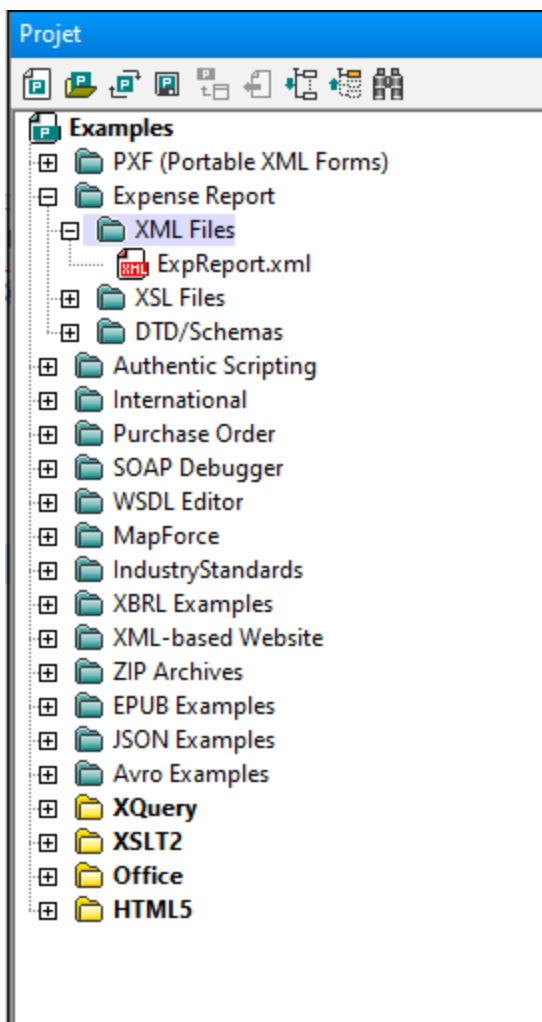 Projet
Examples
PXF (Portable XML Forms)
Expense Report
XML Files
ExpReport.xml
XSL Files
DTD/Schemas
Authentic Scripting
International
Purchase Order
SOAP Debugger
WSDL Editor
MapForce
IndustryStandards
XBRL Examples
XML-based Website
ZIP Archives
EPUB Examples
JSON Examples
Avro Examples
XQuery
XSLT2
Office
HTML5